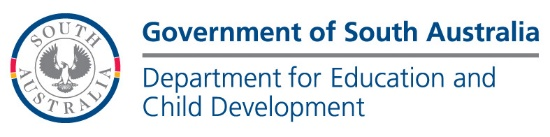 SOUTH
AUSTRALIA
Government of South Australia
Department for Education and
Child Development